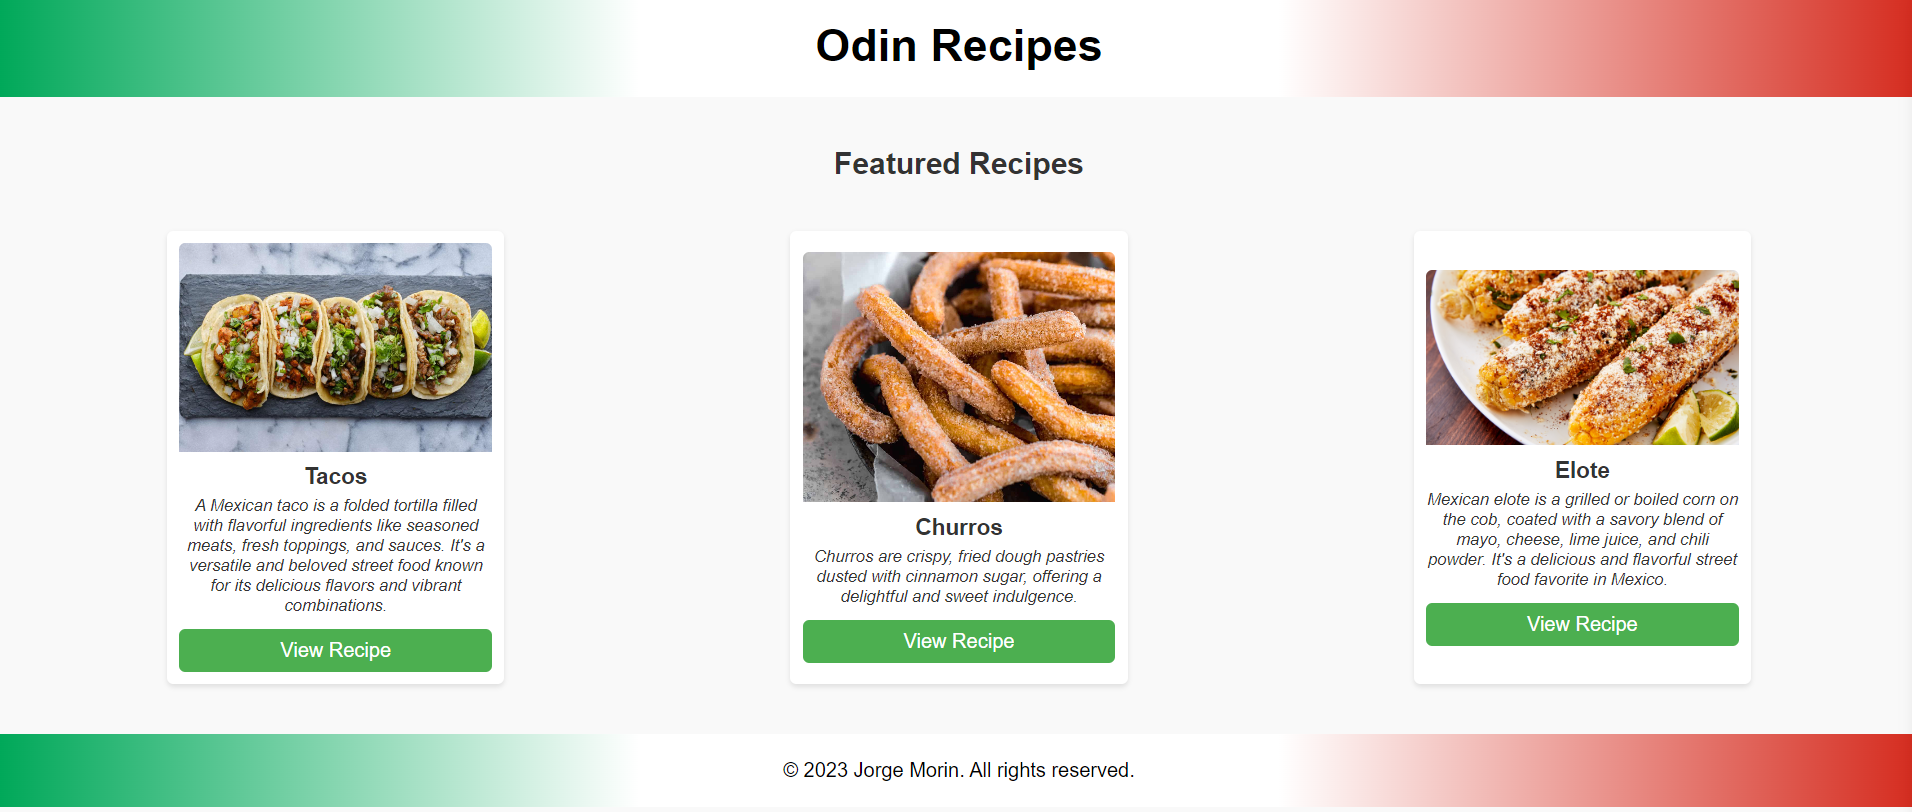 Odin Recipes
Featured Recipes
Tacos
A Mexican taco is a folded tortilla filled
with flavorful ingredients like seasoned
meats, fresh toppings, and sauces. It's a
versatile and beloved street food known
for its delicious flavors and vibrant
combinations.
View Recipe
Churros
Churros are crispy, fried dough pastries
dusted with cinnamon sugar, offering a
delightful and sweet indulgence.
View Recipe
Elote
Mexican elote is a grilled or boiled corn on
the cob, coated with a savory blend of
mayo, cheese, lime juice, and chili
powder. It's a delicious and flavorful street
food favorite in Mexico.
View Recipe
© 2023 Jorge Morin. All rights reserved.